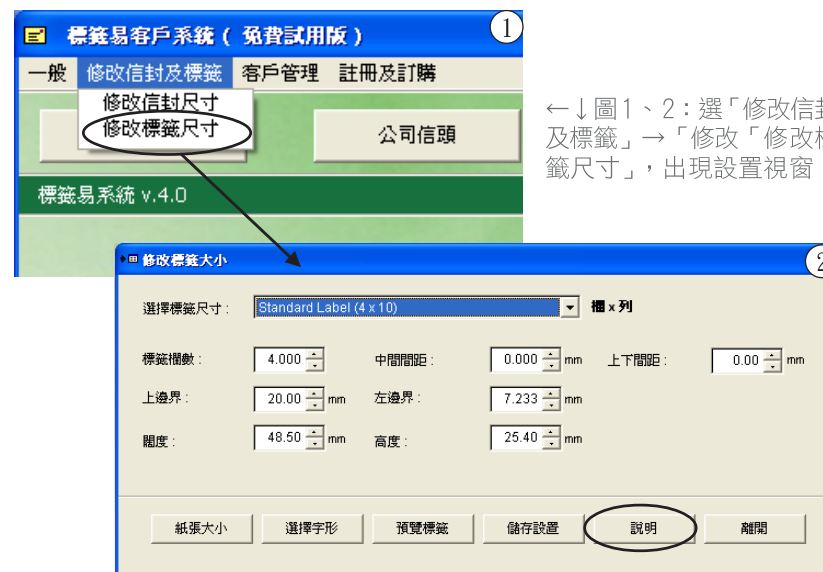 標籤易客戶系統 ( 免費試用版 )
1
一般 修改信封及標籤 客戶管理 註冊及訂購
修改信封尺寸
修改標籤尺寸
公司信頭
標籤易系統 v.4.0
←↓圖1、2：選「修改信封
及標籤」→「修改「修改標
籤尺寸」，出現設置視窗
修改標籤大小
2
選擇標籤尺寸 : Standard Label (4 x 10) 欄 x 列
標籤欄數 : 4.000 中間間距 : 0.000 mm 上下間距 : 0.00 mm
上邊界 : 20.00 mm 左邊界 : 7.233 mm
闊度 : 48.50 mm 高度 : 25.40 mm
紙張大小 選擇字形 預覽標籤 儲存設置 說明 離開